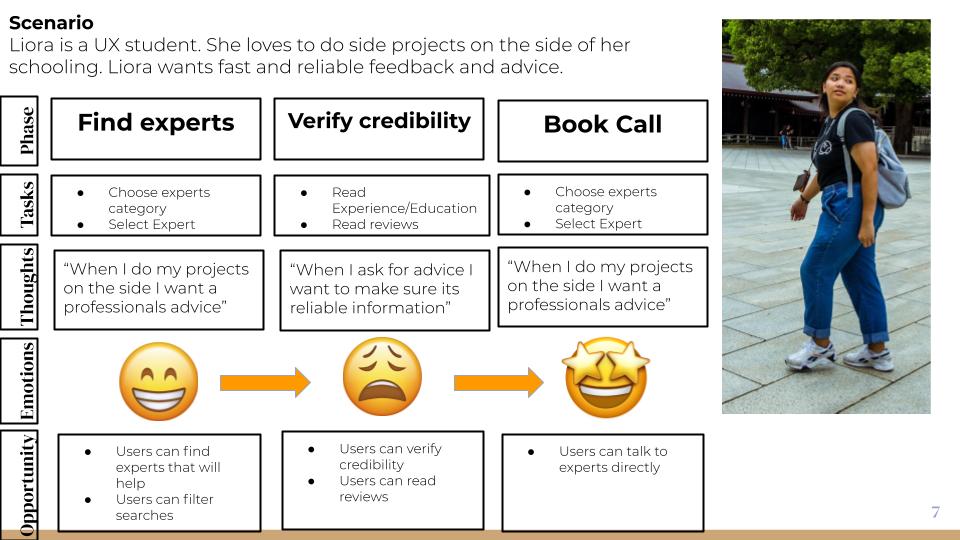 Scenario
Liora is a UX student. She loves to do side projects on the side of her
schooling. Liora wants fast and reliable feedback and advice.
Phase
Find experts
Verify credibility
Book Call
Tasks
● Choose experts
category
● Select Expert
● Read
Experience/Education
● Read reviews
● Choose experts
category
● Select Expert
Thoughts
“When I do my projects
on the side I want a
professionals advice”
“When I ask for advice I
want to make sure its
reliable information”
“When I do my projects
on the side I want a
professionals advice”
Emotions
Opportunity
● Users can find
experts that will
help
● Users can filter
searches
● Users can verify
credibility
● Users can read
reviews
● Users can talk to
experts directly
7